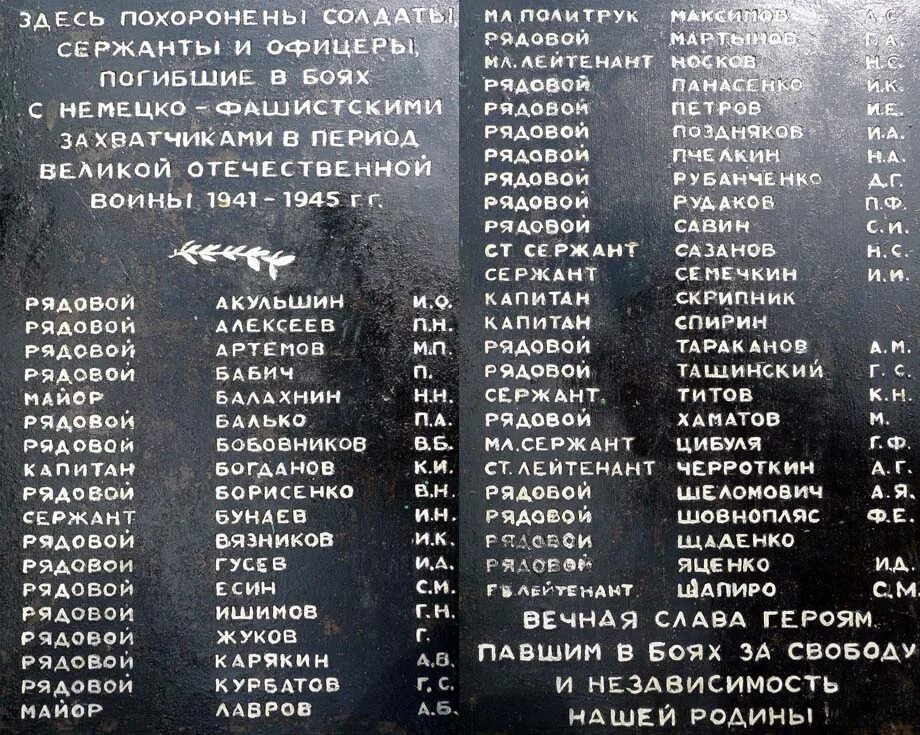 ЗДЕСЬ ПОХОРОНЕНЫ СОЛДАТЫ,
СЕРЖАНТЫ И ОФИЦЕРЫ,
ПОГИБШИЕ В БОЯХ
С НЕМЕЦКО - ФАШИСТСКИМИ
ЗАХВАТЧИКАМИ В ПЕРИОД
ВЕЛИКОЙ ОТЕЧЕСТВЕННОЙ
ВОЙНЫ 1941 - 1945 г г.
РЯДОВОЙ АКУЛЬШИН И.О.
РЯДОВОЙ АЛЕКСЕЕВ П.Н.
РЯДОВОЙ АРТЕМОВ М.П.
РЯДОВОЙ БАБИЧ П.
МАЙОР БАЛАХНИН Н.Н.
РЯДОВОЙ БАЛЬКО П.А.
РЯДОВОЙ БОБОВНИКОВ В.Б.
КАПИТАН БОГДАНОВ К.И.
РЯДОВОЙ БОРИСЕНКО В.Н.
СЕРЖАНТ БУНАЕВ И.Н.
РЯДОВОЙ ВЯЗНИКОВ И.К.
РЯДОВОЙ ГУСЕВ И.А.
РЯДОВОЙ ЕСИН С.М.
РЯДОВОЙ ИШИМОВ Г.Н.
РЯДОВОЙ ЖУКОВ Г.
РЯДОВОЙ КАРЯКИН А.В.
РЯДОВОЙ КУРБАТОВ Г.С.
МАЙОР ЛАВРОВ А.Б.
МЛ.ПОЛИТРУК МАКСИМОВ А.С.
РЯДОВОЙ МАРТЫНОВ Г.А.
МЛ.ЛЕЙТЕНАНТ НОСКОВ Н.С.
РЯДОВОЙ ПАНАСЕНКО И.К.
РЯДОВОЙ ПЕТРОВ И.Е.
РЯДОВОЙ ПОЗДНЯКОВ И.А.
РЯДОВОЙ ПЧЕЛКИН Н.А.
РЯДОВОЙ РУБАНЧЕНКО Д.Г.
РЯДОВОЙ РУДАКОВ П.Ф.
РЯДОВОЙ САВИН С.И.
СТ СЕРЖАНТ САЗАНОВ Н.С.
СЕРЖАНТ СЕМЕЧКИН И.И.
КАПИТАН СКРИПНИК
КАПИТАН СПИРИН
РЯДОВОЙ ТАРАКАНОВ А.М.
РЯДОВОЙ ТАШИНСКИЙ Г.С.
СЕРЖАНТ ТИТОВ К.Н.
РЯДОВОЙ ХАМАТОВ М.
МЛ.СЕРЖАНТ ЦИБУЛЯ Г.Ф.
СТ.ЛЕЙТЕНАНТ ЧЕРРОТКИН А.Г.
РЯДОВОЙ ШЕЛОМОВИЧ А.Я.
РЯДОВОЙ ШОВНОПЛЯС Ф.Е.
РЯДОВОЙ ЩАДЕНКО
РЯДОВОЙ ЯЦЕНКО И.Д.
ЛЕЙТЕНАНТ ШАПИРО С.М.
ВЕЧНАЯ СЛАВА ГЕРОЯМ,
ПАВШИМ В БОЯХ ЗА СВОБОДУ
И НЕЗАВИСИМОСТЬ
НАШЕЙ РОДИНЫ!